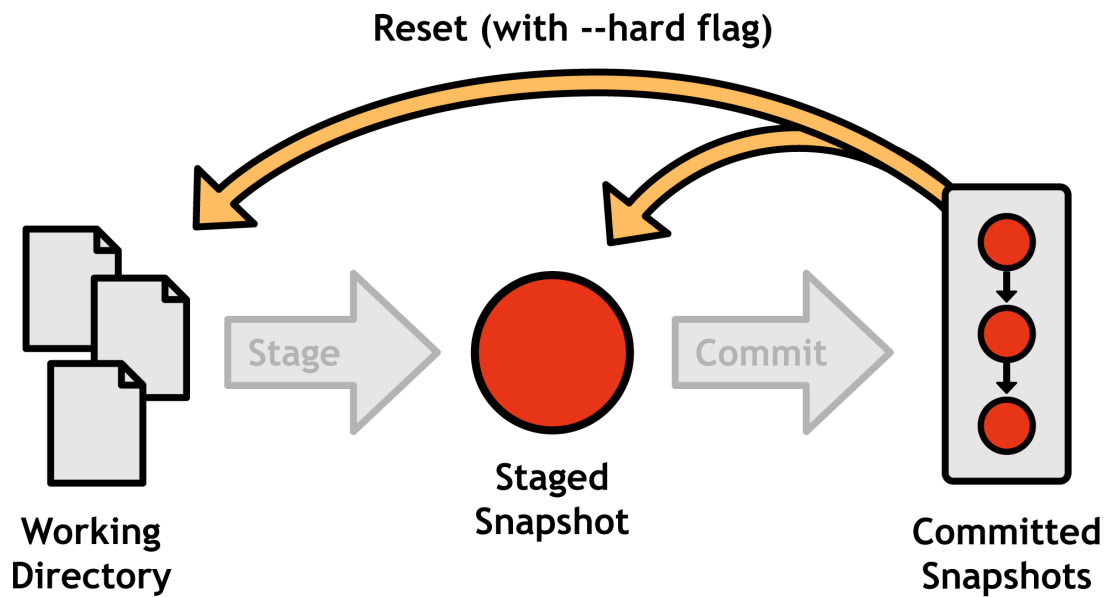 Reset (with --hard flag)
Stage
Commit
Staged
Snapshot
Working
Directory
Committed
Snapshots